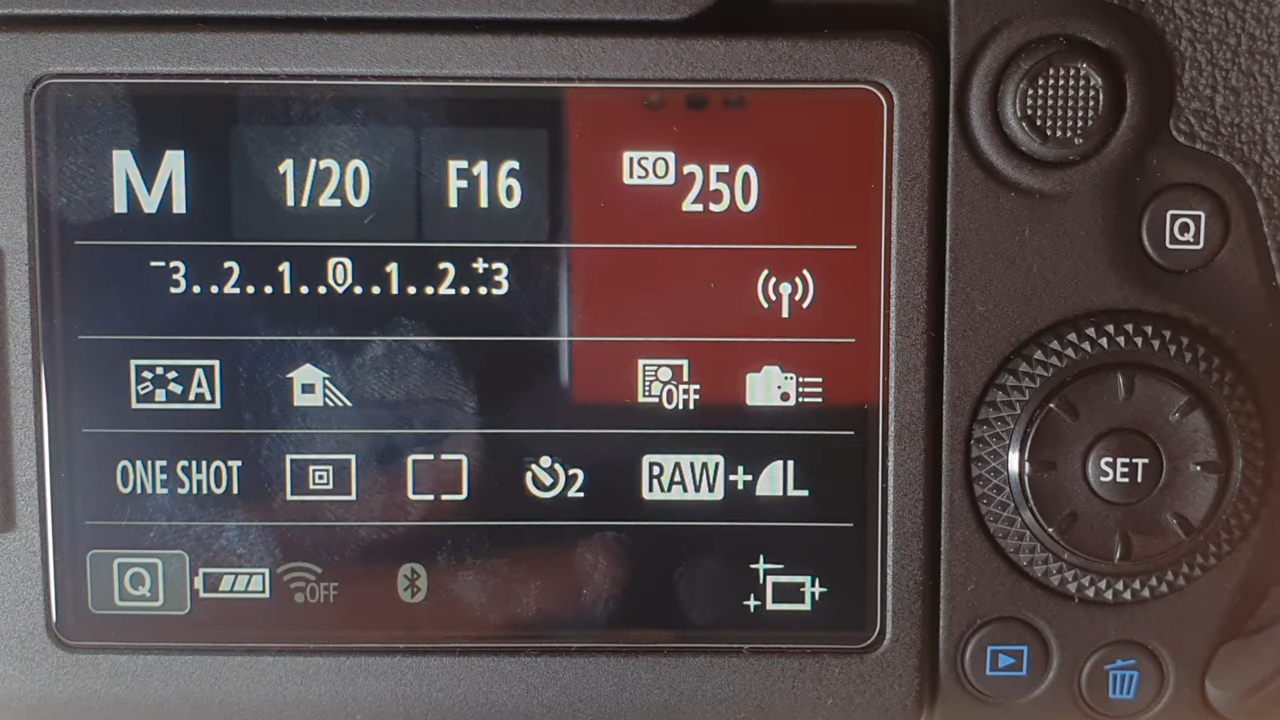 M 1/20 F16 ISO 250
Q
-3..2..1..0..1..2.:+3
A OFF
SET
ONE SHOT 2 RAW+L
Q OFF